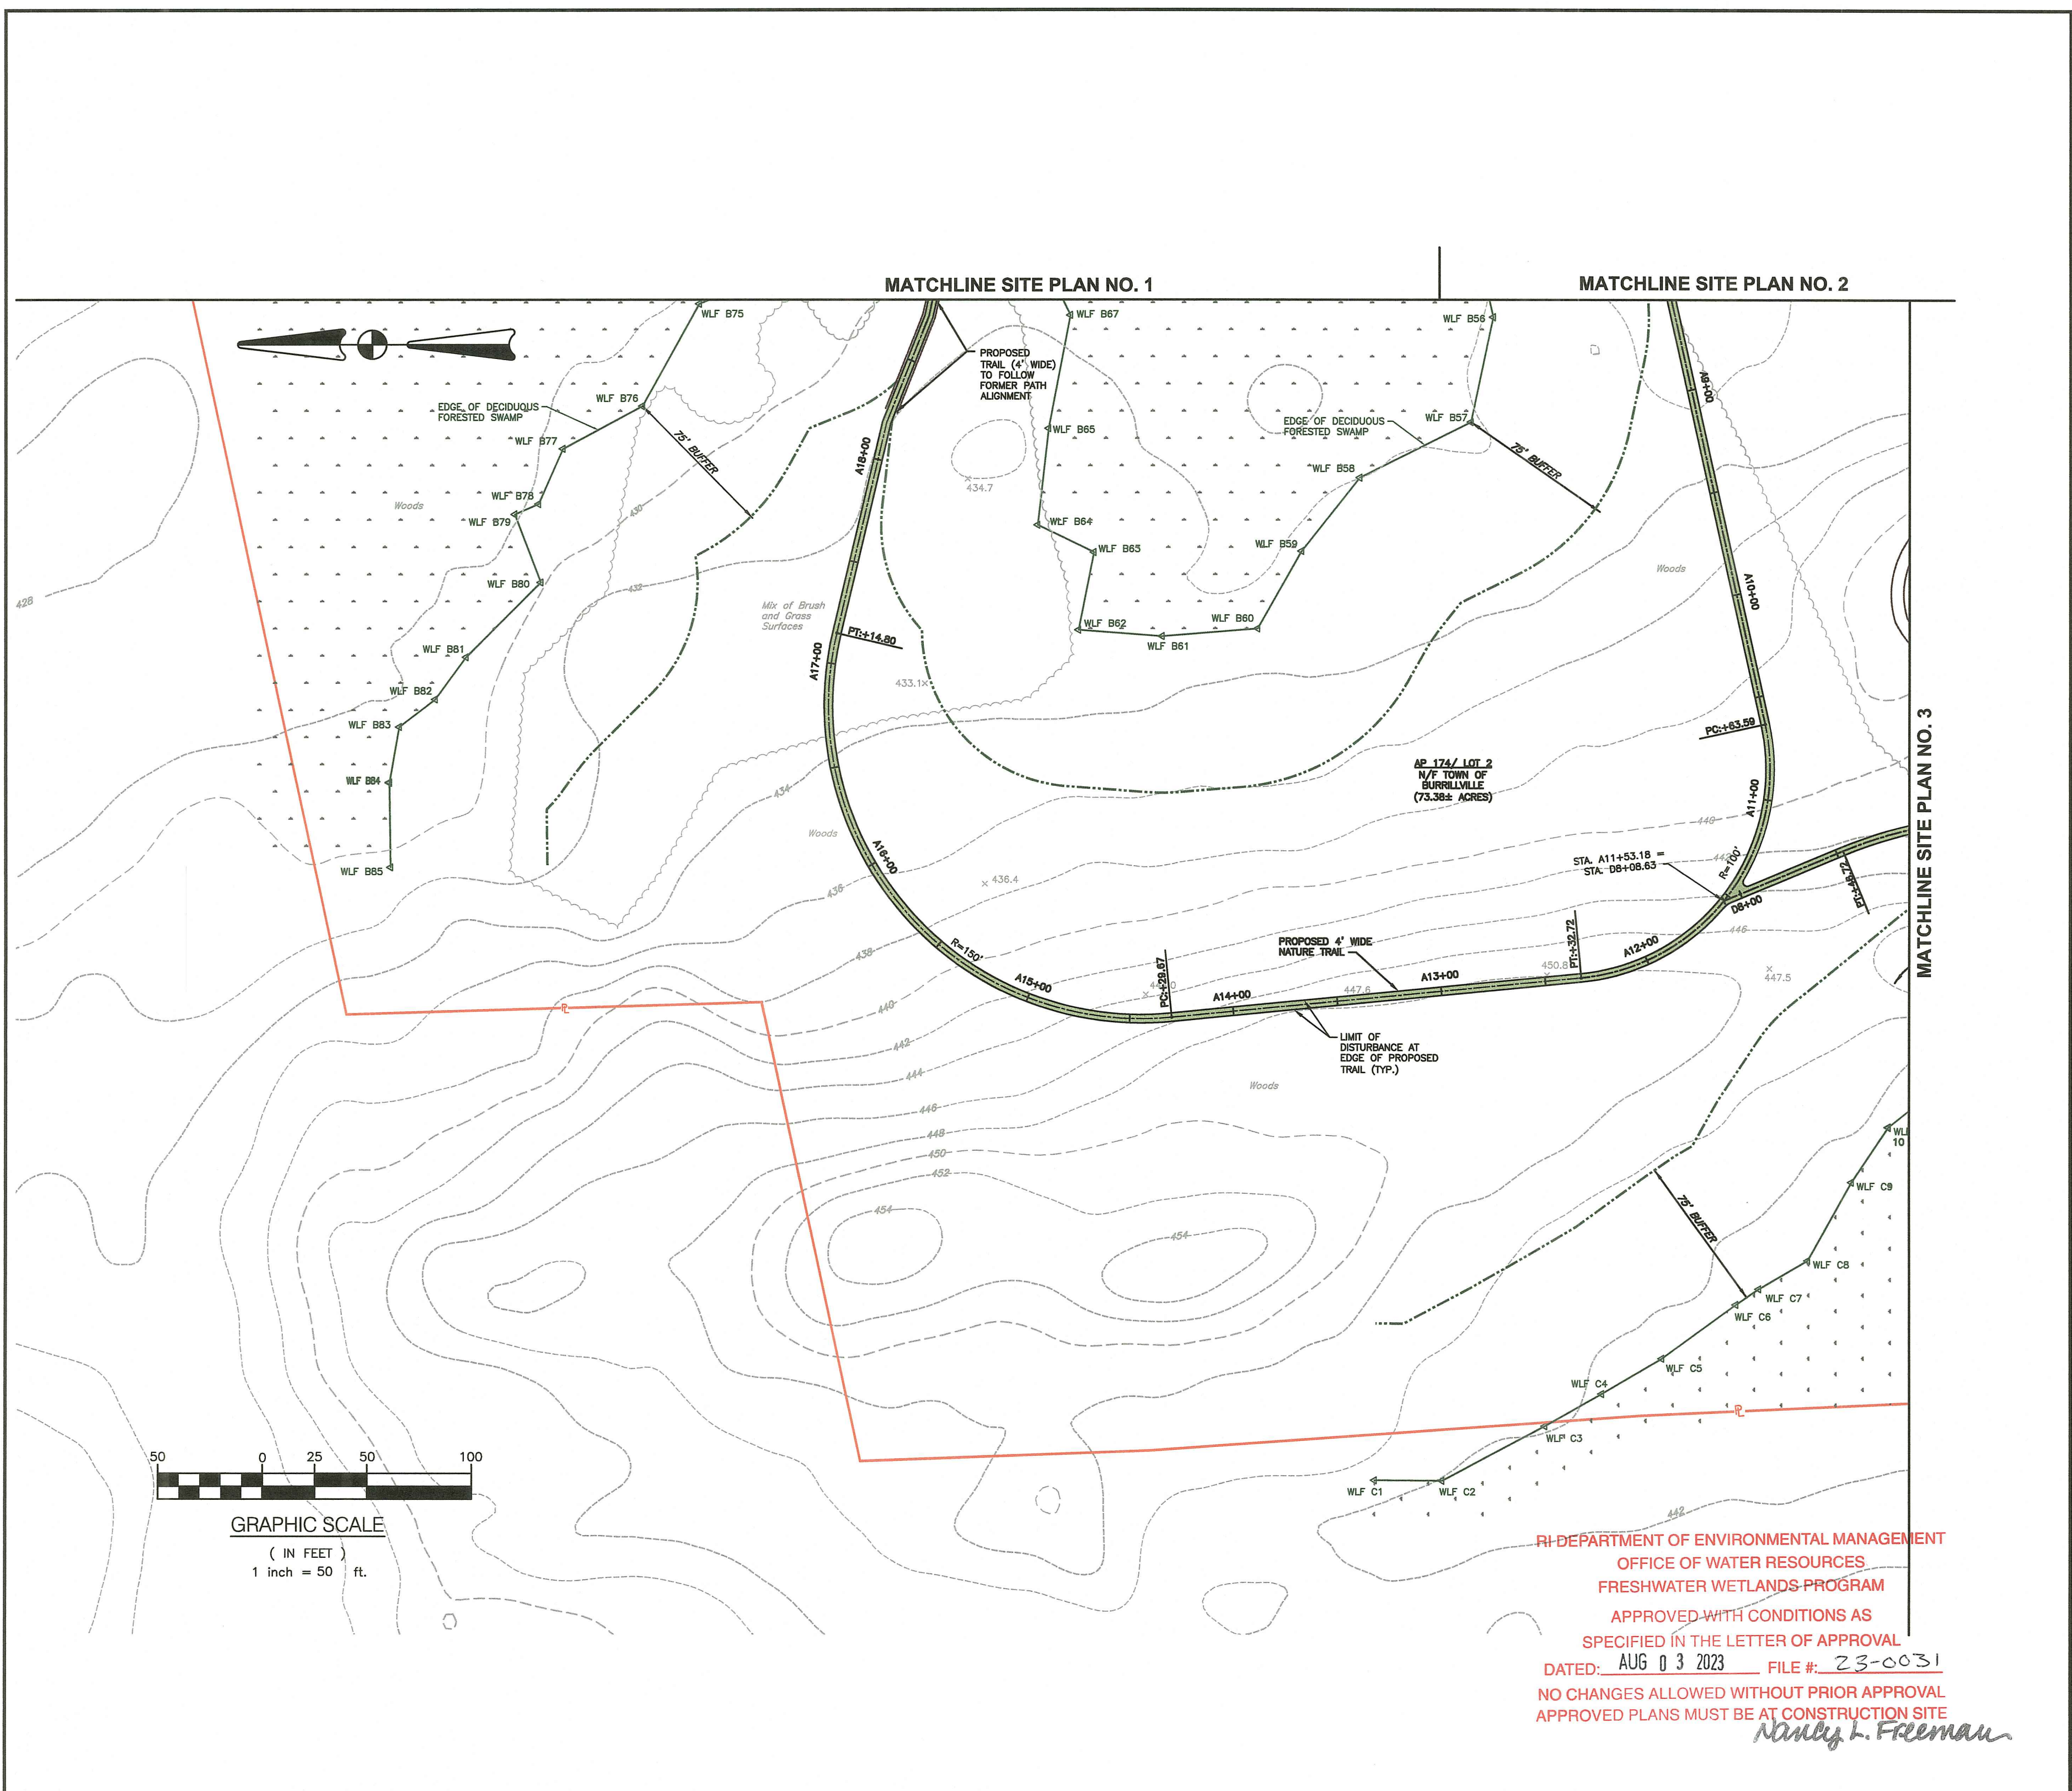 MATCHLINE SITE PLAN NO. 1
MATCHLINE SITE PLAN NO. 2
WLF B75
WLF B67
WLF B56
PROPOSED
TRAIL (4' WIDE)
TO FOLLOW
FORMER PATH
ALIGNMENT
A9+00
WLF B76
EDGE OF DECIDUOUS
FORESTED SWAMP
WLF B77
75' BUFFER
A18+00
WLF B65
EDGE OF DECIDUOUS
FORESTED SWAMP
WLF B57
75' BUFFER
WLF B58
434.7
WLF B78
Woods
WLF B79
430
WLF B64
WLF B63
WLF B59
Woods
WLF B80
432
A10+00
428
Mix of Brush
and Grass
Surfaces
PT:+14.80
WLF B62
WLF B60
WLF B61
WLF B81
A17+00
WLF B82
433.1
WLF B83
PC:+63.59
MATCHLINE SITE PLAN NO. 3
WLF B84
434
AP 174/ LOT 2
N/F TOWN OF
BURRILLVILLE
(73.38± ACRES)
A11+00
440
Woods
A16+00
WLF B85
436
436.4
STA. A11+53.18 =
STA. D8+08.63
R=100'
D8+00
446
438
R=150'
PROPOSED 4' WIDE
NATURE TRAIL
PT:+32.72
A12+00
450.8
447.5
PC:+29.67
A15+00
A14+00
447.6
A13+00
PL
440
442
LIMIT OF
DISTURBANCE AT
EDGE OF PROPOSED
TRAIL (TYP.)
444
Woods
446
448
450
452
454
454
10
WLF C9
75' BUFFER
WLF C8
WLF C7
WLF C6
WLF C5
WLF C4
PL
WLF C3
WLF C1
WLF C2
442
50 0 25 50 100
GRAPHIC SCALE
( IN FEET )
1 inch = 50 ft.
RI DEPARTMENT OF ENVIRONMENTAL MANAGEMENT
OFFICE OF WATER RESOURCES
FRESHWATER WETLANDS PROGRAM
APPROVED WITH CONDITIONS AS
SPECIFIED IN THE LETTER OF APPROVAL
DATED: AUG 03 2023 FILE #: 23-0031
NO CHANGES ALLOWED WITHOUT PRIOR APPROVAL
APPROVED PLANS MUST BE AT CONSTRUCTION SITE
Nancy L. Freeman